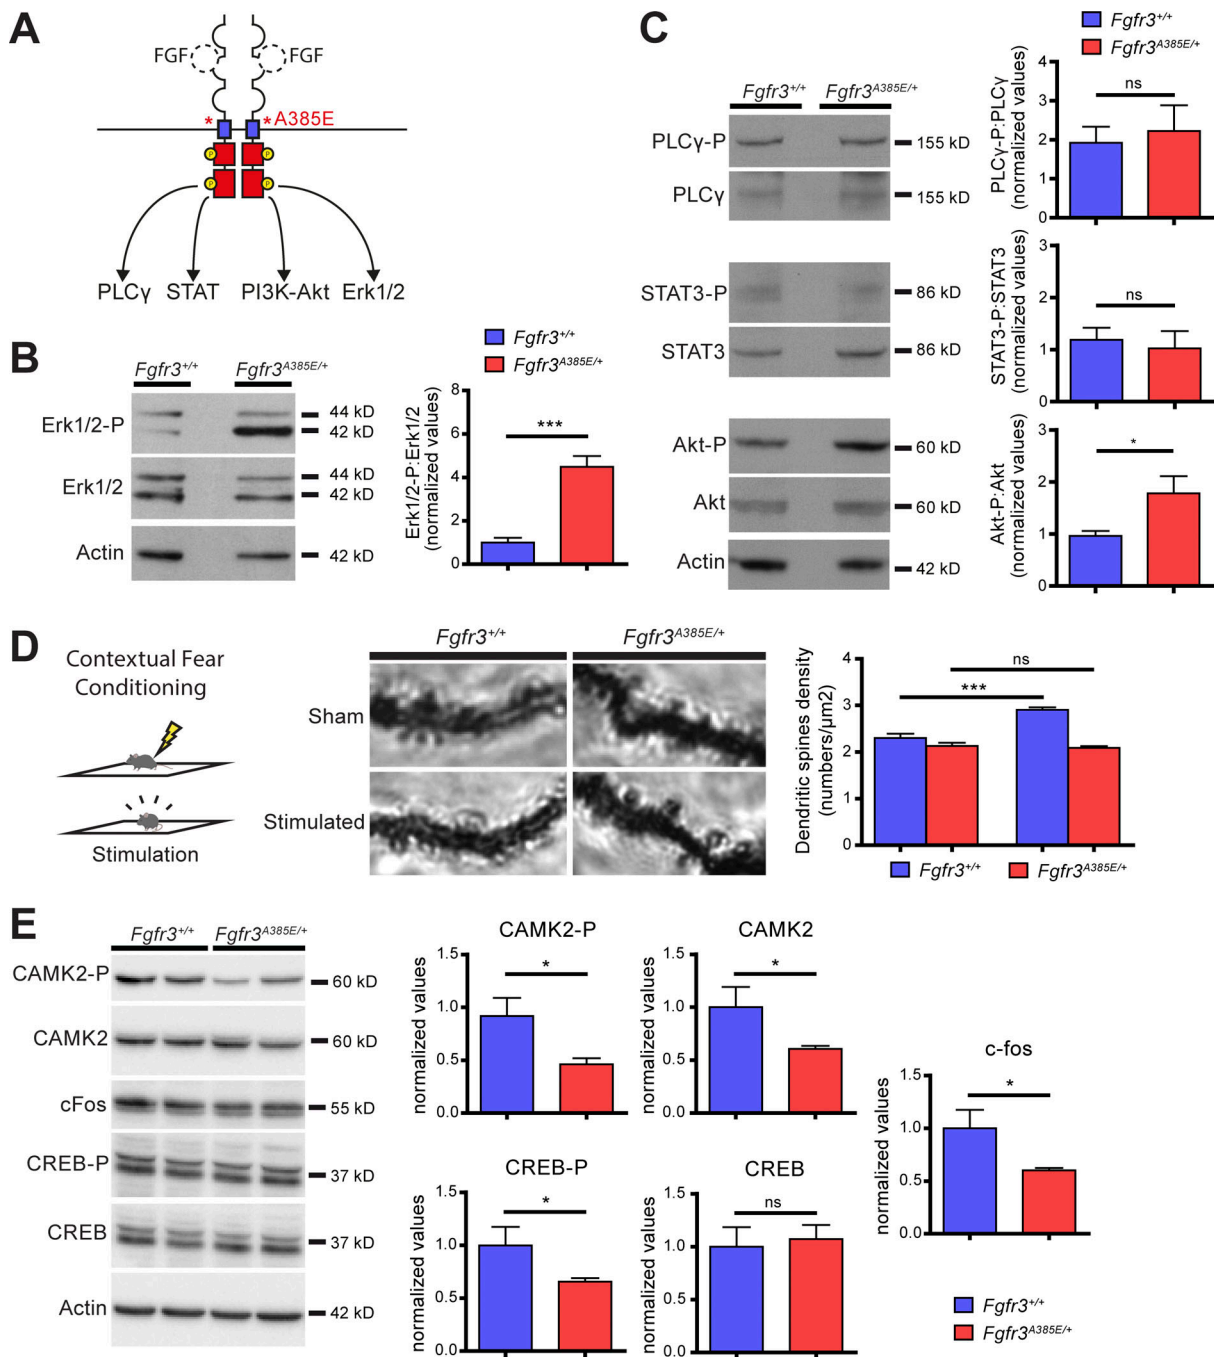 A
FGF
FGF
* *A385E
P P
P P
PLCγ STAT PI3K-Akt Erk1/2
B
Fgfr3+/+ Fgfr3A385E/+
Erk1/2-P
44 kD
42 kD
Erk1/2
44 kD
42 kD
Actin
42 kD
Fgfr3+/+
Fgfr3A385E/+
Erk1/2-P:Erk1/2
(normalized values)
8
6
4
2
0
***
C
Fgfr3+/+ Fgfr3A385E/+
PLCγ-P
155 kD
PLCγ
155 kD
STAT3-P
86 kD
STAT3
86 kD
Akt-P
60 kD
Akt
60 kD
Actin
42 kD
Fgfr3+/+
Fgfr3A385E/+
PLCγ-P:PLCγ
(normalized values)
4
3
2
1
0
ns
STAT3-P:STAT3
(normalized values)
3
2
1
0
ns
Akt-P:Akt
(normalized values)
3
2
1
0
*
D
Contextual Fear
Conditioning
Stimulation
Fgfr3+/+ Fgfr3A385E/+
Sham
Stimulated
Dendritic spines density
(numbers/µm2)
4
3
2
1
0
ns
***
Fgfr3+/+ Fgfr3A385E/+
E
Fgfr3+/+ Fgfr3A385E/+
CAMK2-P
60 kD
CAMK2
60 kD
cFos
55 kD
CREB-P
37 kD
CREB
37 kD
Actin
42 kD
CAMK2-P
normalized values
1.5
1.0
0.5
0.0
*
CAMK2
normalized values
1.5
1.0
0.5
0.0
*
CREB-P
normalized values
1.5
1.0
0.5
0.0
*
CREB
normalized values
1.5
1.0
0.5
0.0
ns
c-fos
normalized values
1.5
1.0
0.5
0.0
*
Fgfr3+/+
Fgfr3A385E/+